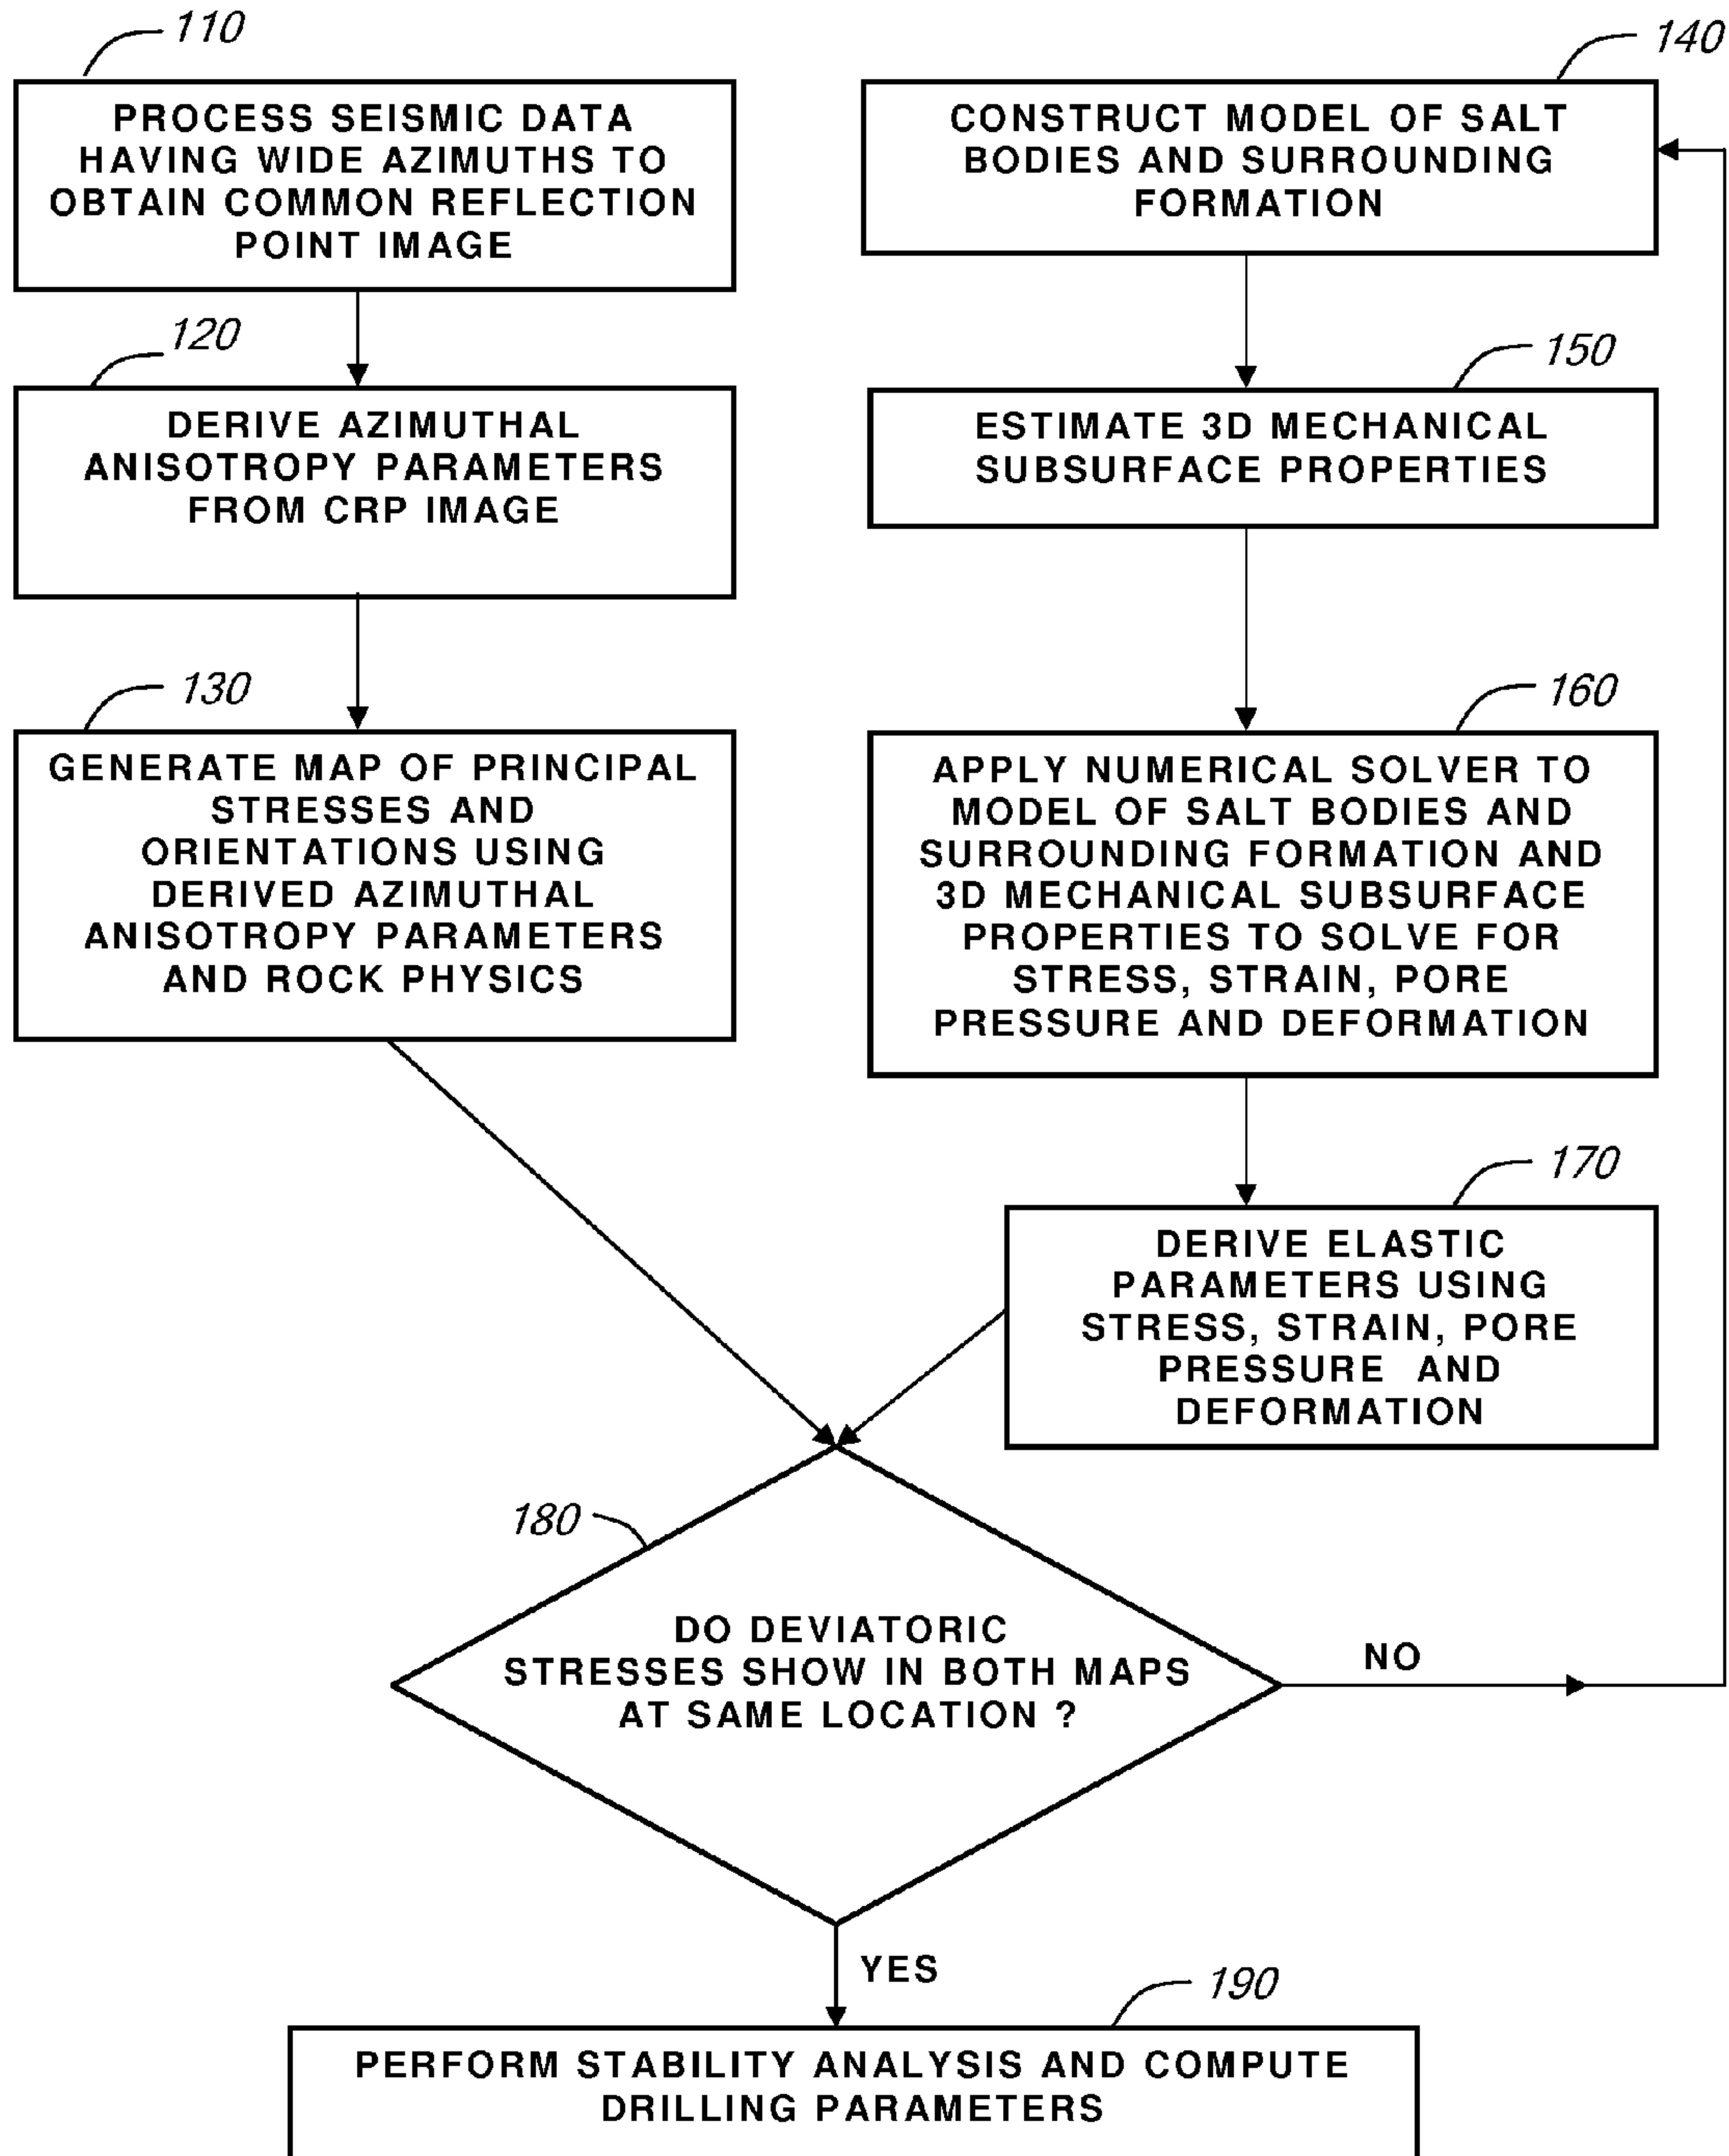 110
PROCESS SEISMIC DATA
HAVING WIDE AZIMUTHS TO
OBTAIN COMMON REFLECTION
POINT IMAGE
120
DERIVE AZIMUTHAL
ANISOTROPY PARAMETERS
FROM CRP IMAGE
130
GENERATE MAP OF PRINCIPAL
STRESSES AND
ORIENTATIONS USING
DERIVED AZIMUTHAL
ANISOTROPY PARAMETERS
AND ROCK PHYSICS
140
CONSTRUCT MODEL OF SALT
BODIES AND SURROUNDING
FORMATION
150
ESTIMATE 3D MECHANICAL
SUBSURFACE PROPERTIES
160
APPLY NUMERICAL SOLVER TO
MODEL OF SALT BODIES AND
SURROUNDING FORMATION AND
3D MECHANICAL SUBSURFACE
PROPERTIES TO SOLVE FOR
STRESS, STRAIN, PORE
PRESSURE AND DEFORMATION
170
DERIVE ELASTIC
PARAMETERS USING
STRESS, STRAIN, PORE
PRESSURE AND
DEFORMATION
180
DO DEVIATORIC
STRESSES SHOW IN BOTH MAPS
AT SAME LOCATION ?
NO
YES
190
PERFORM STABILITY ANALYSIS AND COMPUTE
DRILLING PARAMETERS